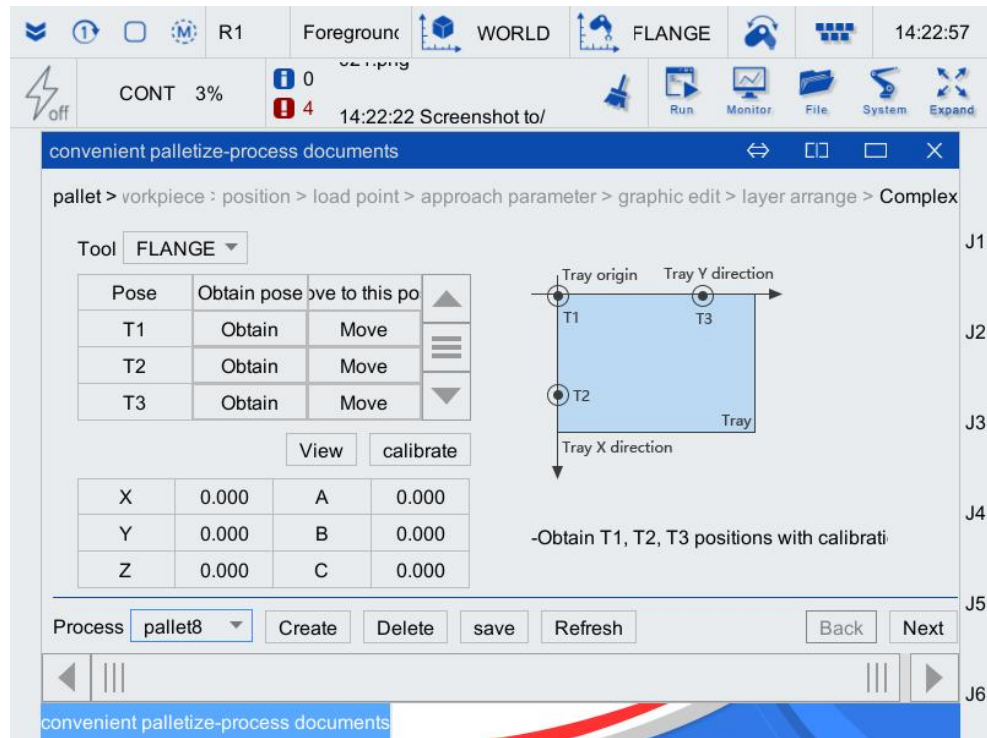 R1 Foreground WORLD FLANGE 14:22:57
off CONT 3% 0 Run Monitor File System Expand
4 14:22:22 Screenshot to/
convenient palletize-process documents
pallet > workpiece : position > load point > approach parameter > graphic edit > layer arrange > Complex
J1
Tool FLANGE
Tray origin Tray Y direction
Pose Obtain pose ove to this po
T1 Obtain Move
T1 T3
J2
T2 Obtain Move
T2
T3 Obtain Move
Tray
J3
View calibrate
Tray X direction
X 0.000 A 0.000
J4
Y 0.000 B 0.000
-Obtain T1, T2, T3 positions with calibrati
Z 0.000 C 0.000
J5
Process pallet8 Create Delete save Refresh Back Next
J6
convenient palletize-process documents